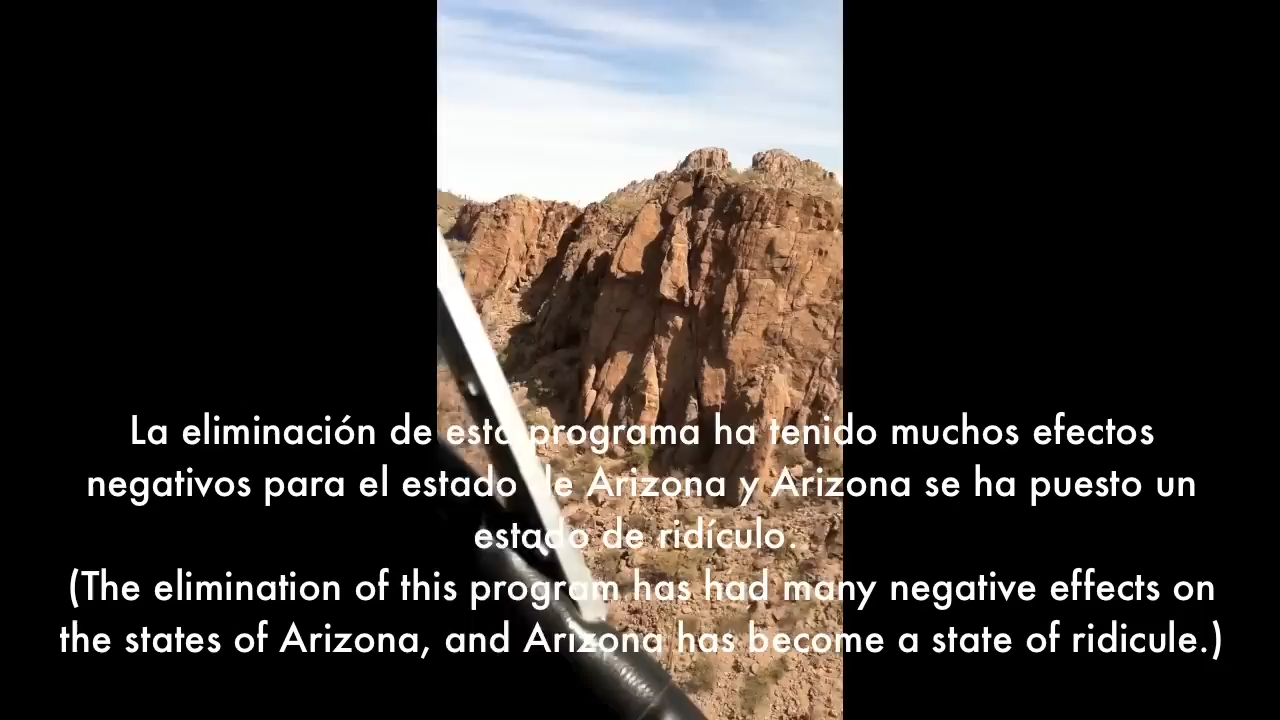 La eliminación de esta programa ha tenido muchos efectos
negativos para el estado de Arizona y Arizona se ha puesto un
estado de ridículo.
(The elimination of this program has had many negative effects on
the states of Arizona, and Arizona has become a state of ridicule.)